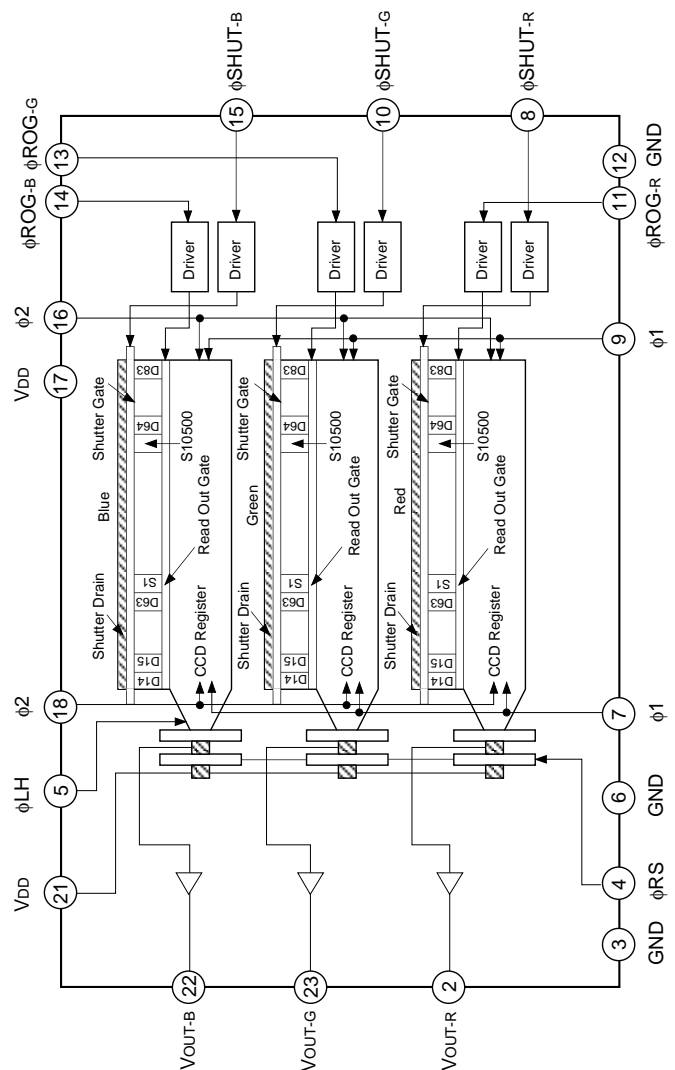 φROG-B φROG-G
14 13
φSHUT-B
15
φSHUT-G
10
φSHUT-R
8
12 GND
11 φROG-R
Driver
Driver
Driver
Driver
Driver
Driver
φ2
16
9 φ1
VDD
17
Blue
Shutter Drain
Shutter Gate
D14 D15 D63 S1 D64 D83
S10500
Read Out Gate
CCD Register
Green
Shutter Drain
Shutter Gate
D14 D15 D63 S1 D64 D83
S10500
Read Out Gate
CCD Register
Red
Shutter Drain
Shutter Gate
D14 D15 D63 S1 D64 D83
S10500
Read Out Gate
CCD Register
φ2
18
7 φ1
φLH
5
6 GND
VDD
21
4 φRS
3 GND
22
VOUT-B
23
VOUT-G
2
VOUT-R